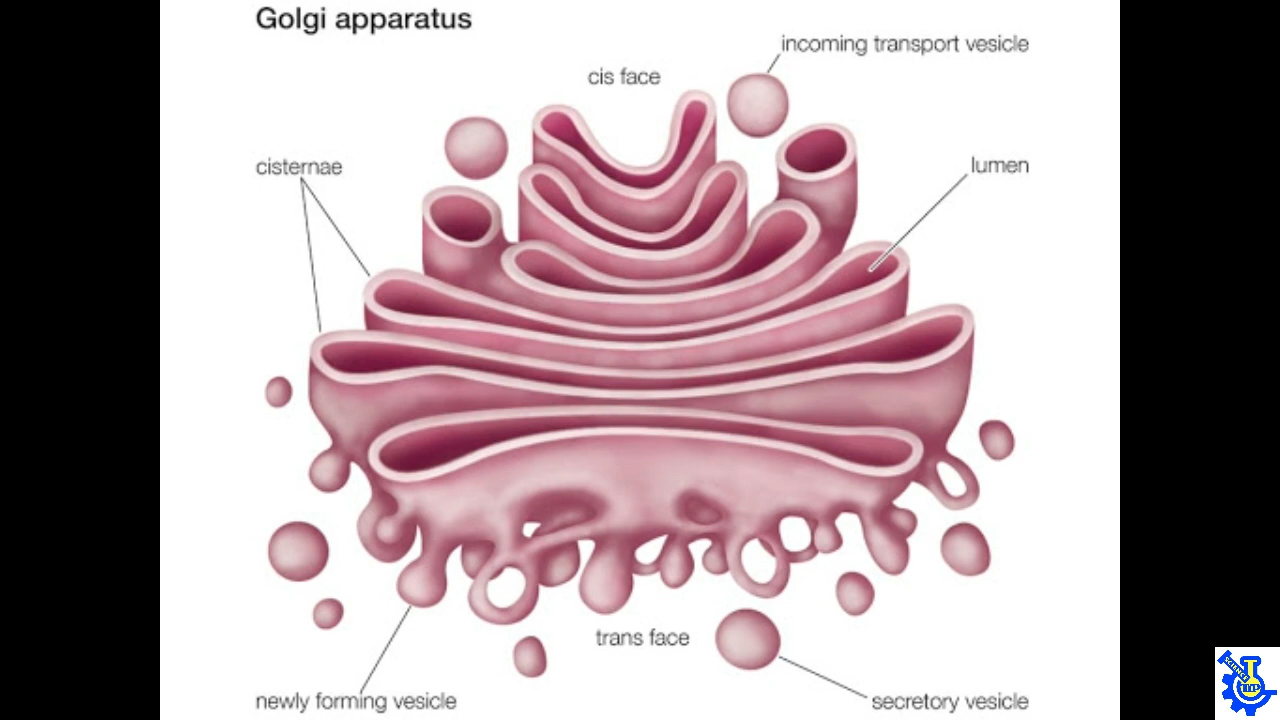 Golgi apparatus
incoming transport vesicle
cis face
cisternae
lumen
trans face
newly forming vesicle
secretory vesicle